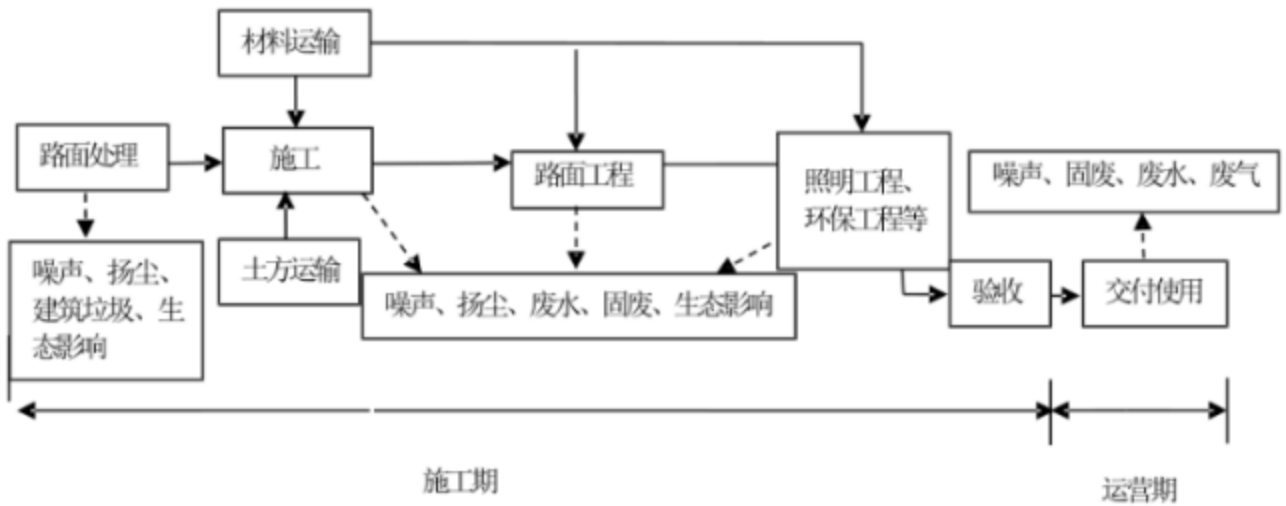 材料运输
路面处理
施工
路面工程
照明工程、
环保工程等
噪声、固废、废水、废气
噪声、扬尘、
建筑垃圾、生
态影响
土方运输
噪声、扬尘、废水、固废、生态影响
验收
交付使用
施工期
运营期